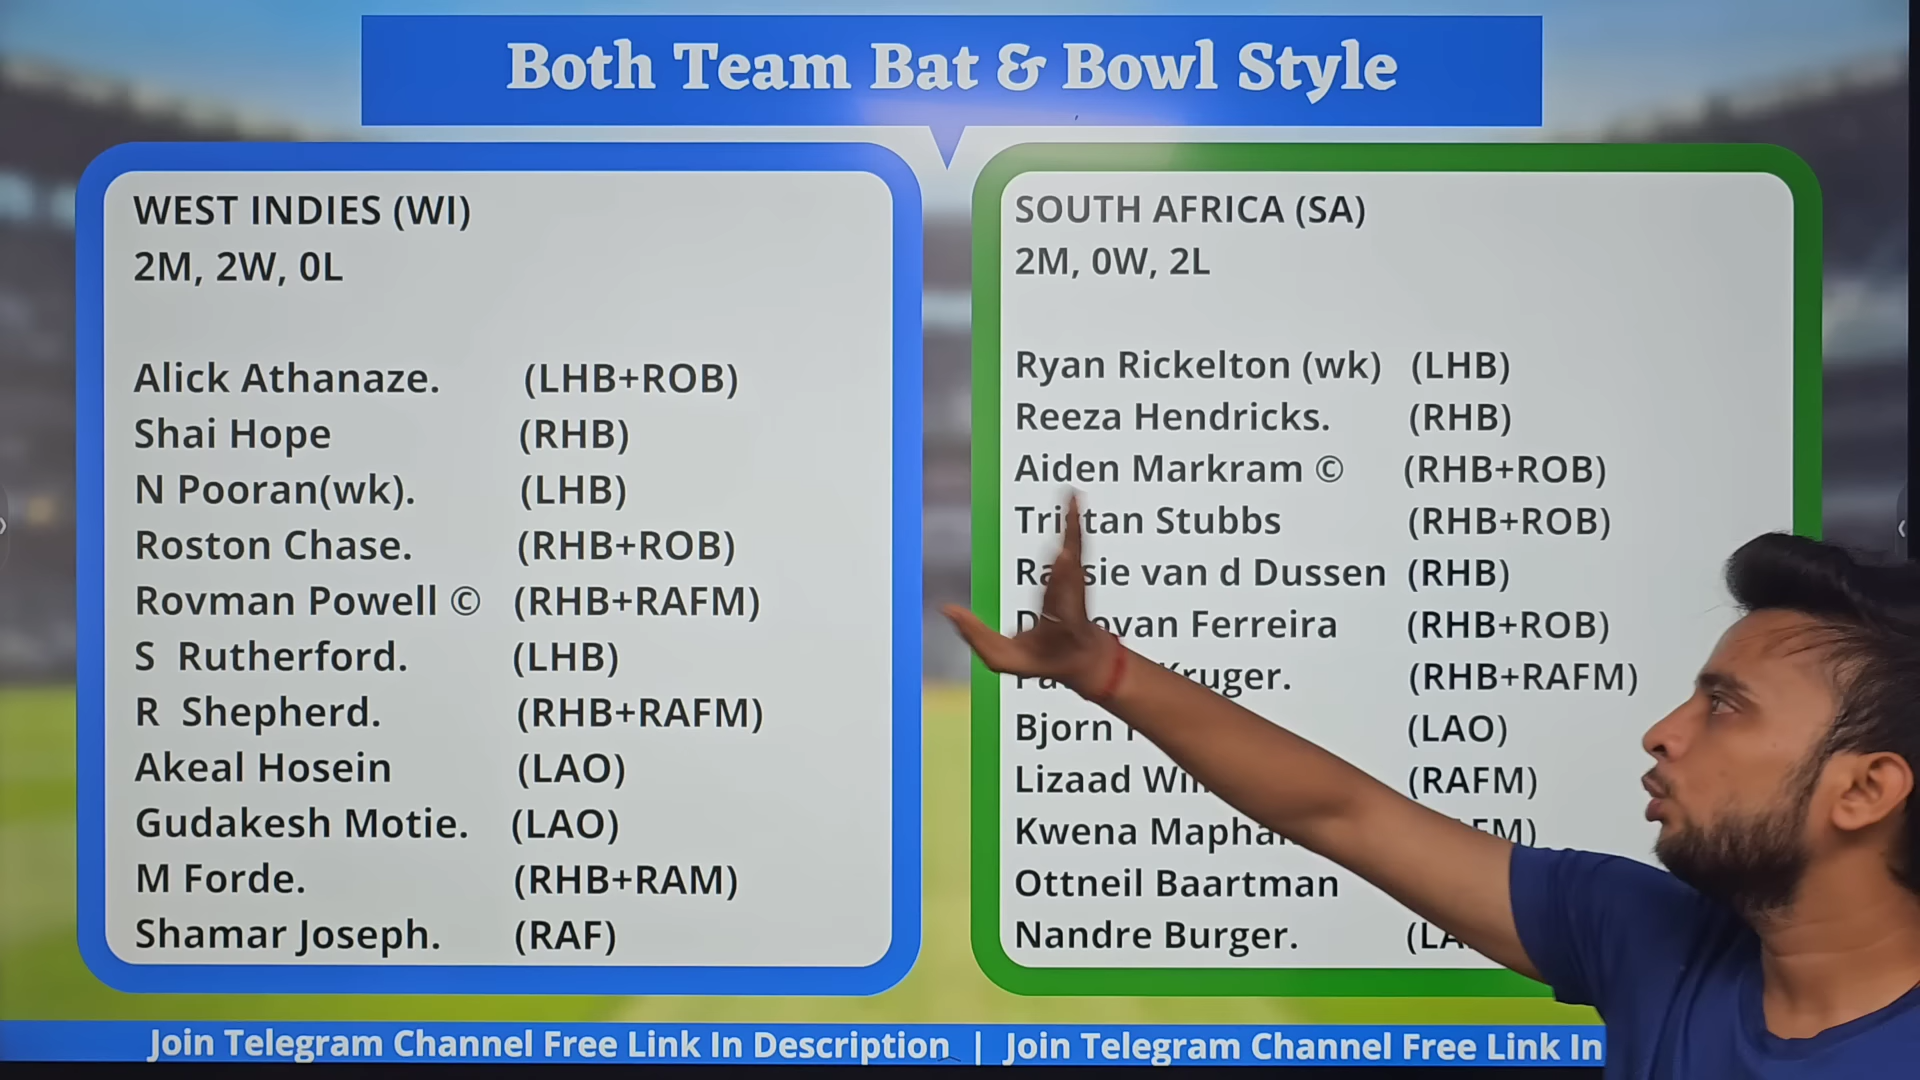 Both Team Bat & Bowl Style
WEST INDIES (WI)
2M, 2W, 0L
Alick Athanaze. (LHB+ROB)
Shai Hope (RHB)
N Pooran(wk). (LHB)
Roston Chase. (RHB+ROB)
Rovman Powell © (RHB+RAFM)
S Rutherford. (LHB)
R Shepherd. (RHB+RAFM)
Akeal Hosein (LAO)
Gudakesh Motie. (LAO)
M Forde. (RHB+RAM)
Shamar Joseph. (RAF)
SOUTH AFRICA (SA)
2M, 0W, 2L
Ryan Rickelton (wk) (LHB)
Reeza Hendricks. (RHB)
Aiden Markram © (RHB+ROB)
Tristan Stubbs (RHB+ROB)
van d Dussen (RHB)
Ferreira (RHB+ROB)
(RHB+RAFM)
Bjorn (LAO)
Lizaad (RAFM)
Kwena
Ottneil Baartman
Nandre Burger.
Join Telegram Channel Free Link In Description | Join Telegram Channel Free Link In